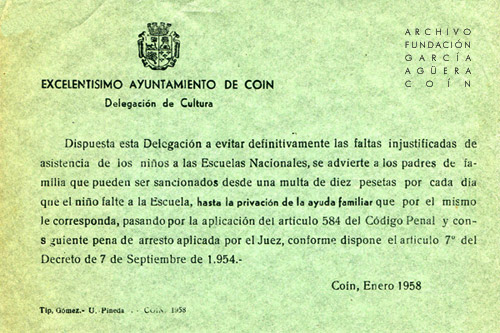 ARCHIVO
FUNDACIÓN
GARCÍA
AGÜERA
COÍN
EXCELENTISIMO AYUNTAMIENTO DE COIN
Delegación de Cultura
Dispuesta esta Delegación a evitar definitivamente las faltas injustificadas de
asistencia de los niños a las Escuelas Nacionales, se advierte a los padres de fa-
milia que pueden ser sancionados desde una multa de diez pesetas por cada día
que el niño falte a la Escuela, hasta la privación de la ayuda familiar que por el mismo
le corresponda, pasando por la aplicación del artículo 584 del Código Penal y con-
s guiente pena de arresto aplicada por el Juez, conforme dispone el artículo 7º del
Decreto de 7 de Septiembre de 1.954.-
Coín, Enero 1958
Tip. Gómez.- U. Pineda - COIN. 1958